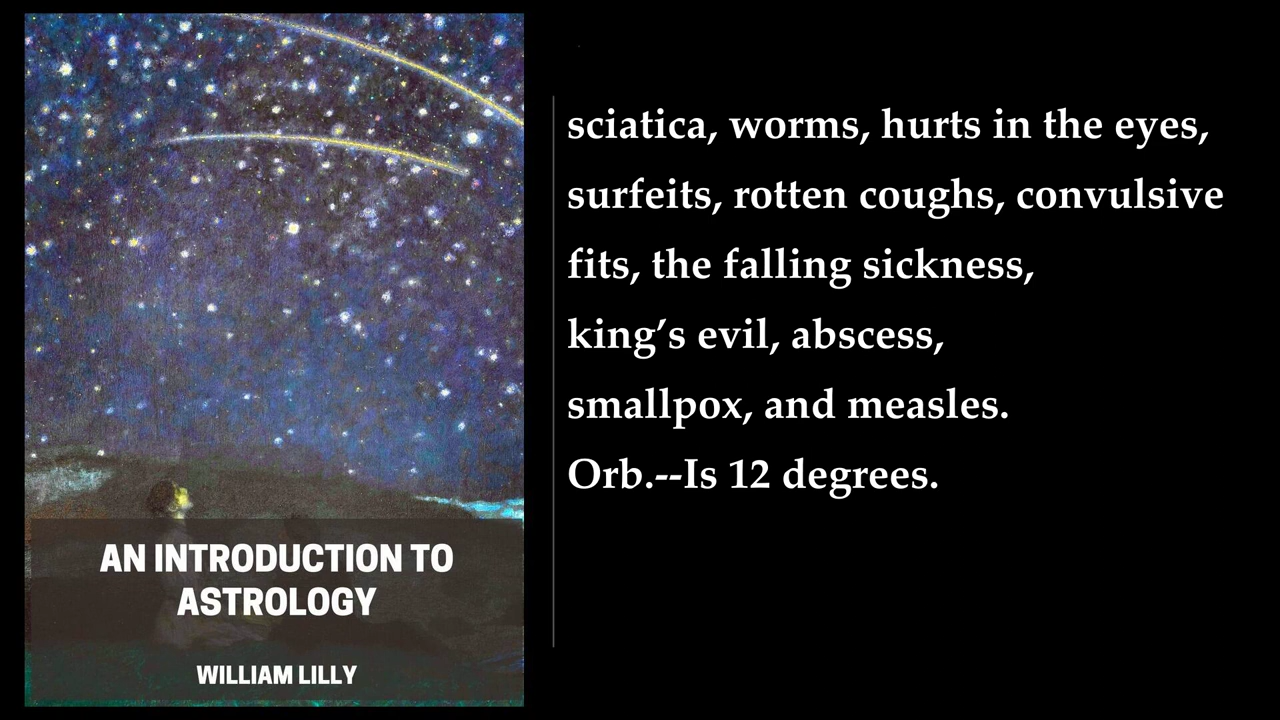 AN INTRODUCTION TO
ASTROLOGY
WILLIAM LILLY
sciatica, worms, hurts in the eyes,
surfeits, rotten coughs, convulsive
fits, the falling sickness,
king’s evil, abscess,
smallpox, and measles.
Orb.--Is 12 degrees.